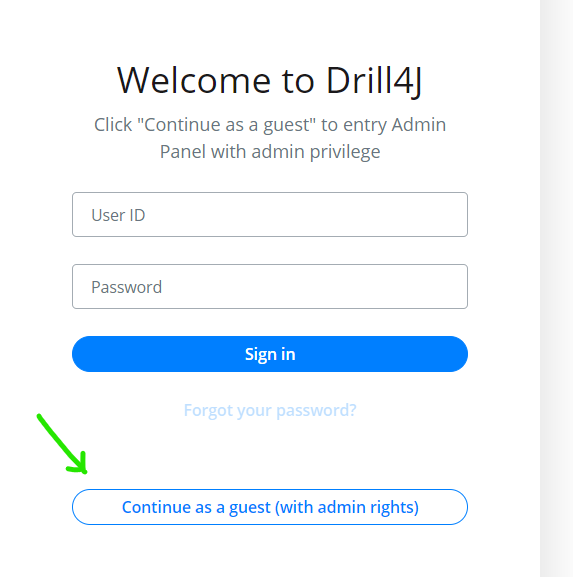 Welcome to Drill4J
Click "Continue as a guest" to entry Admin
Panel with admin privilege
User ID
Password
Sign in
Forgot your password?
Continue as a guest (with admin rights)